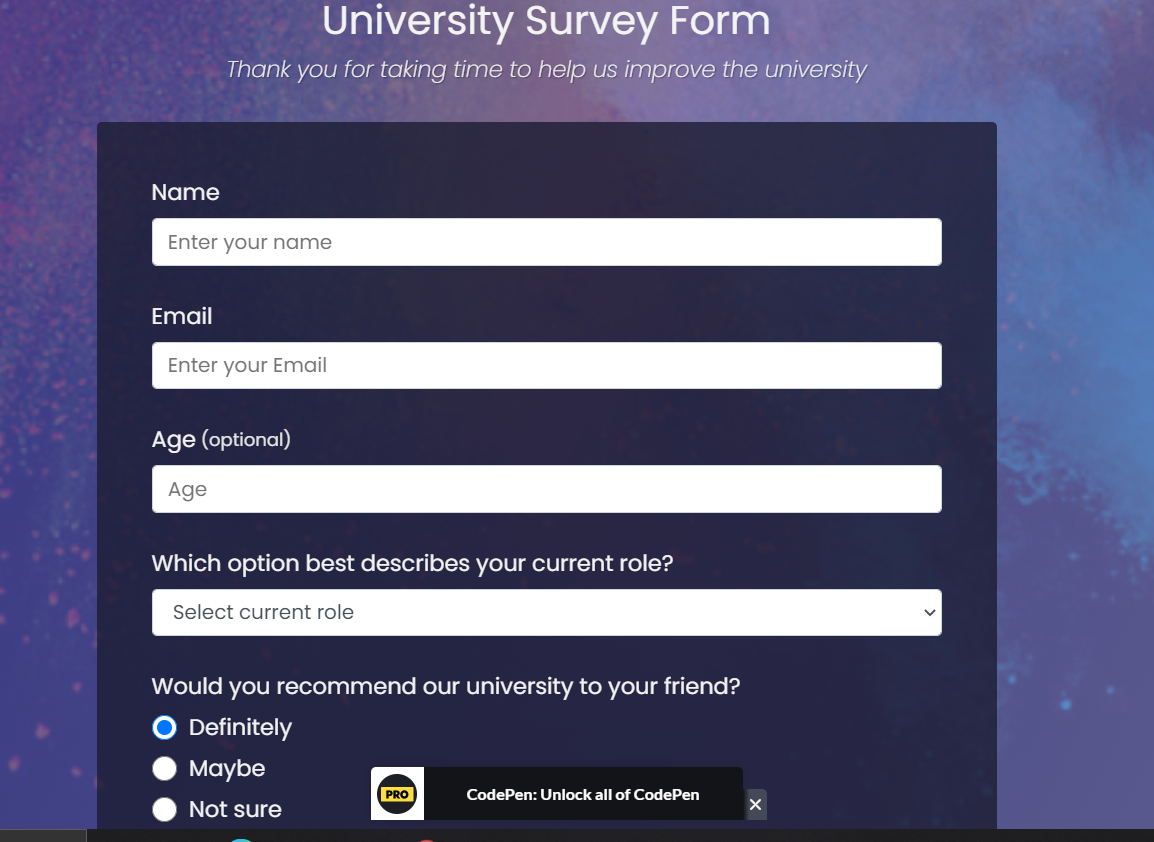 University Survey Form
Thank you for taking time to help us improve the university
Name
Enter your name
Email
Enter your Email
Age (optional)
Age
Which option best describes your current role?
Select current role
Would you recommend our university to your friend?
Definitely
Maybe
Not sure
PRO
CodePen: Unlock all of CodePen